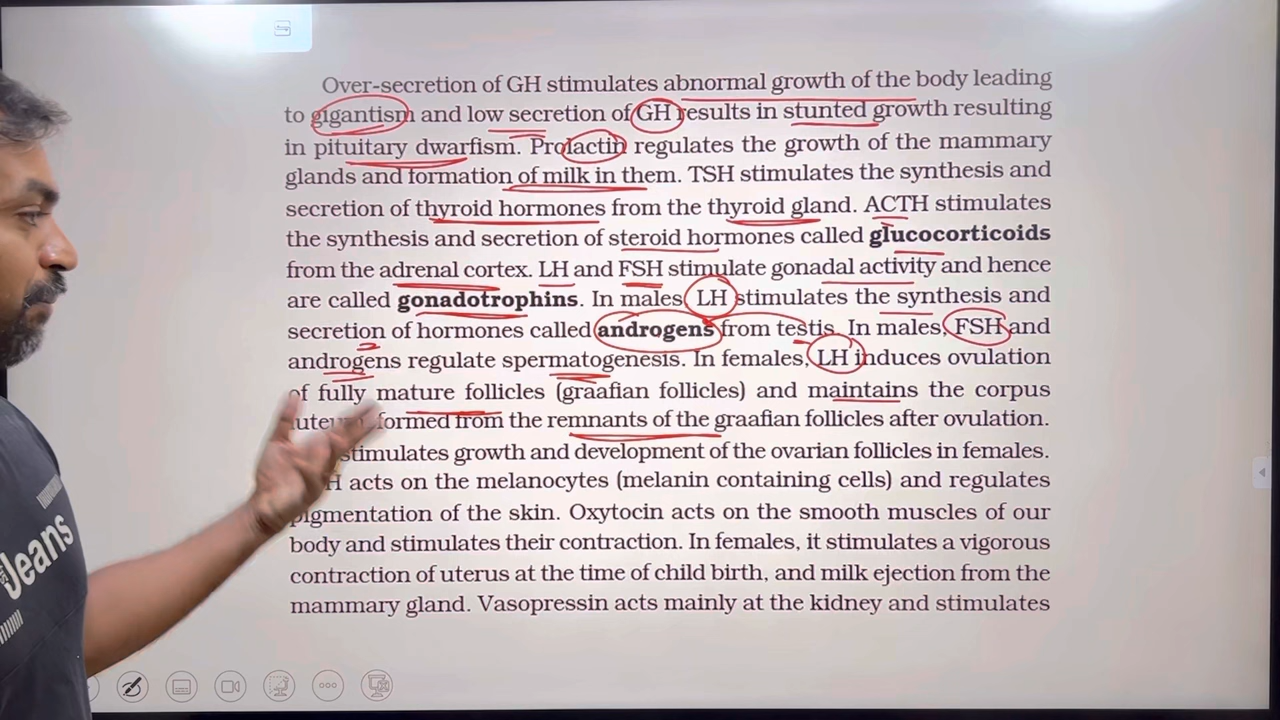 Over-secretion of GH stimulates abnormal growth of the body leading
to gigantism and low secretion of GH results in stunted growth resulting
in pituitary dwarfism. Prolactin regulates the growth of the mammary
glands and formation of milk in them. TSH stimulates the synthesis and
secretion of thyroid hormones from the thyroid gland. ACTH stimulates
the synthesis and secretion of steroid hormones called glucocorticoids
from the adrenal cortex. LH and FSH stimulate gonadal activity and hence
are called gonadotrophins. In males, LH stimulates the synthesis and
secretion of hormones called androgens from testis. In males, FSH and
androgens regulate spermatogenesis. In females, LH induces ovulation
of fully mature follicles (graafian follicles) and maintains the corpus
formed from the remnants of the graafian follicles after ovulation.
stimulates growth and development of the ovarian follicles in females.
H acts on the melanocytes (melanin containing cells) and regulates
pigmentation of the skin. Oxytocin acts on the smooth muscles of our
body and stimulates their contraction. In females, it stimulates a vigorous
contraction of uterus at the time of child birth, and milk ejection from the
mammary gland. Vasopressin acts mainly at the kidney and stimulates
Jeans